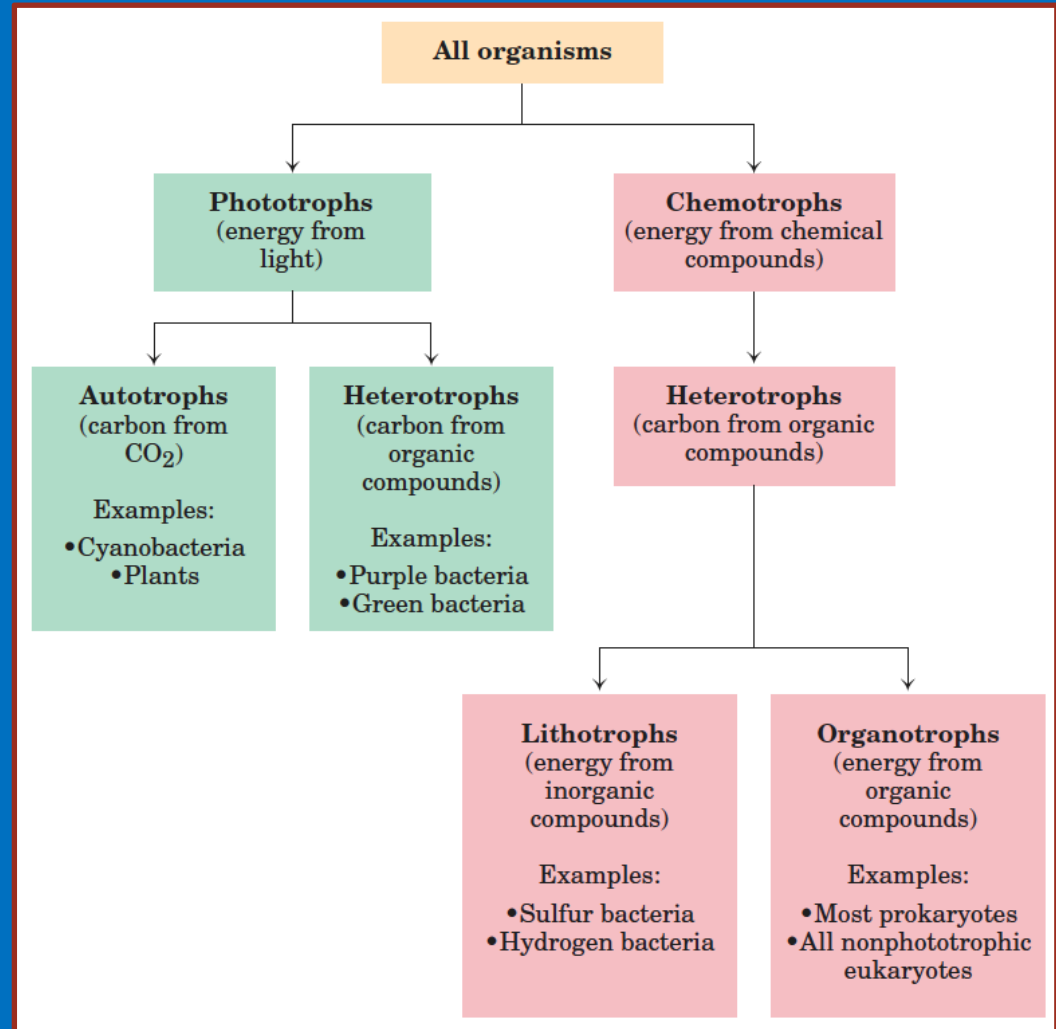 All organisms
Phototrophs
(energy from
light)
Chemotrophs
(energy from chemical
compounds)
Autotrophs
(carbon from
CO₂)
Examples:
•Cyanobacteria
•Plants
Heterotrophs
(carbon from
organic
compounds)
Examples:
•Purple bacteria
•Green bacteria
Heterotrophs
(carbon from organic
compounds)
Lithotrophs
(energy from
inorganic
compounds)
Examples:
•Sulfur bacteria
•Hydrogen bacteria
Organotrophs
(energy from
organic
compounds)
Examples:
•Most prokaryotes
•All nonphototrophic
eukaryotes